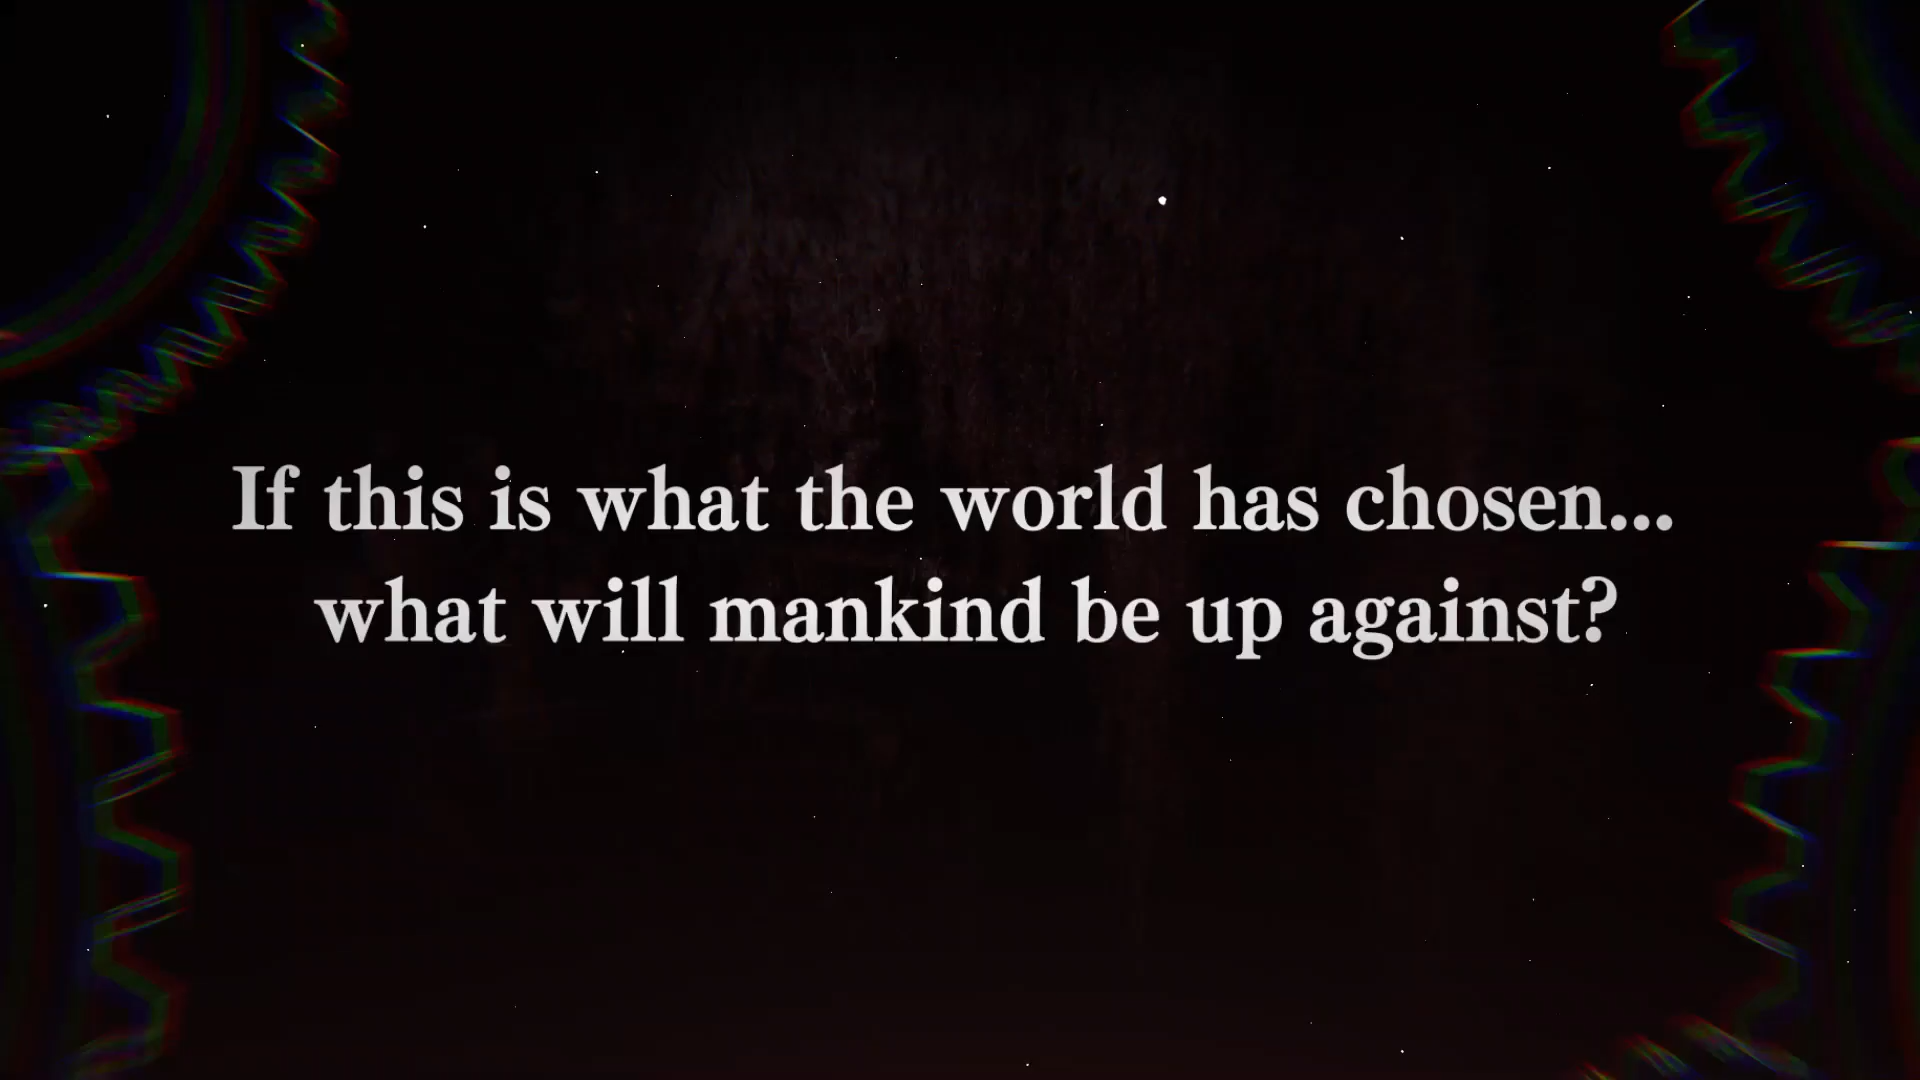 If this is what the world has chosen...
what will mankind be up against?